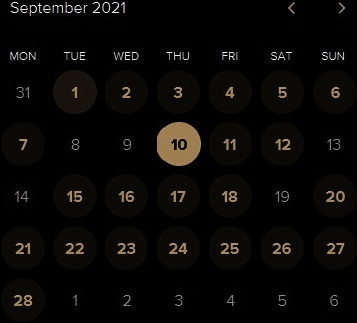 September 2021
MON TUE WED THU FRI SAT SUN
31 1 2 3 4 5 6
7 8 9 10 11 12 13
14 15 16 17 18 19 20
21 22 23 24 25 26 27
28 1 2 3 4 5 6